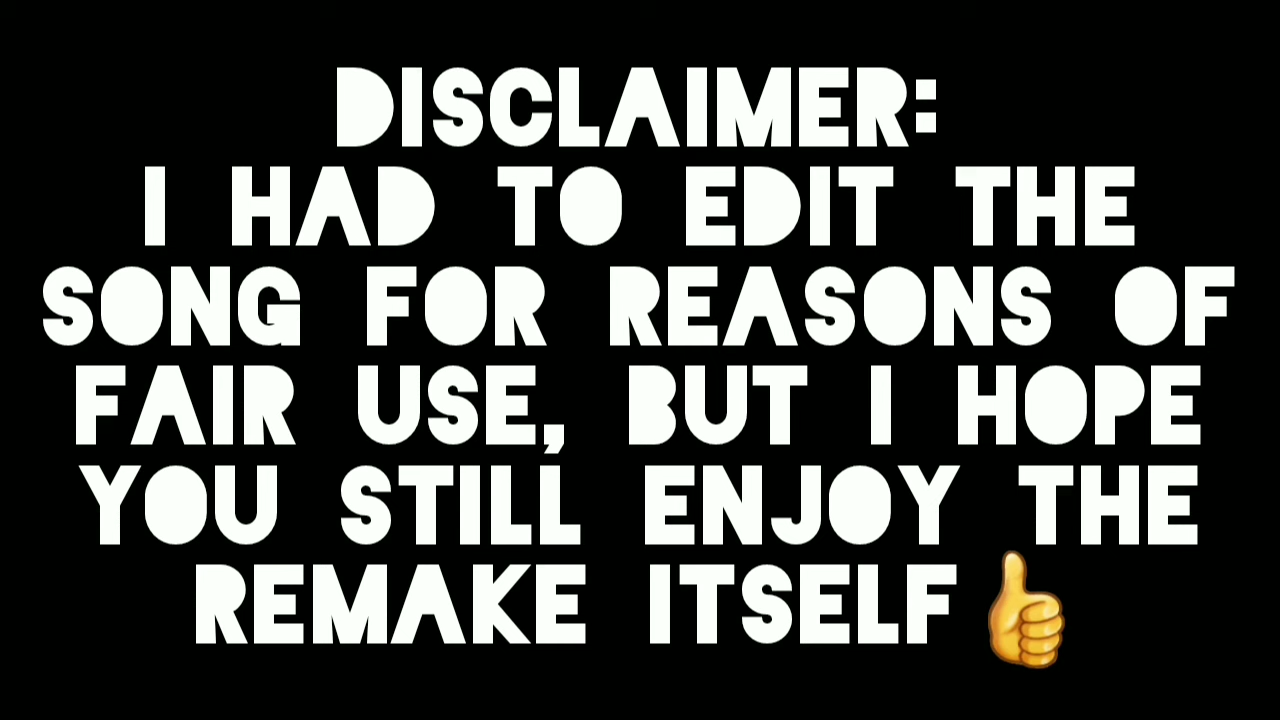 DISCLAIMER:
I HAD TO EDIT THE
SONG FOR REASONS OF
FAIR USE, BUT I HOPE
YOU STILL ENJOY THE
REMAKE ITSELF👍